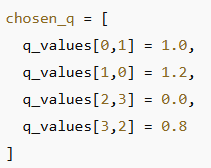 chosen_q = [
  q_values[0,1] = 1.0,
  q_values[1,0] = 1.2,
  q_values[2,3] = 0.0,
  q_values[3,2] = 0.8
]